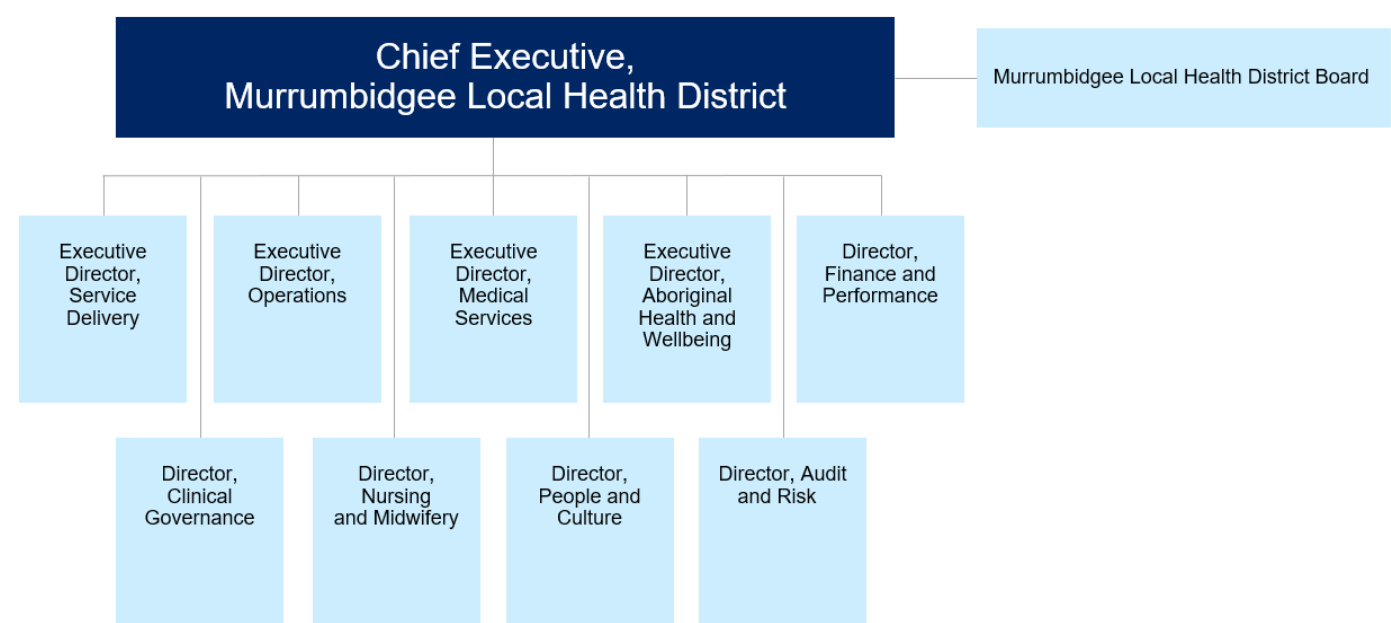 Chief Executive,
Murrumbidgee Local Health District
Murrumbidgee Local Health District Board
Executive
Director,
Service
Delivery
Executive
Director,
Operations
Executive
Director,
Medical
Services
Executive
Director,
Aboriginal
Health and
Wellbeing
Director,
Finance and
Performance
Director,
Clinical
Governance
Director,
Nursing
and Midwifery
Director,
People and
Culture
Director, Audit
and Risk